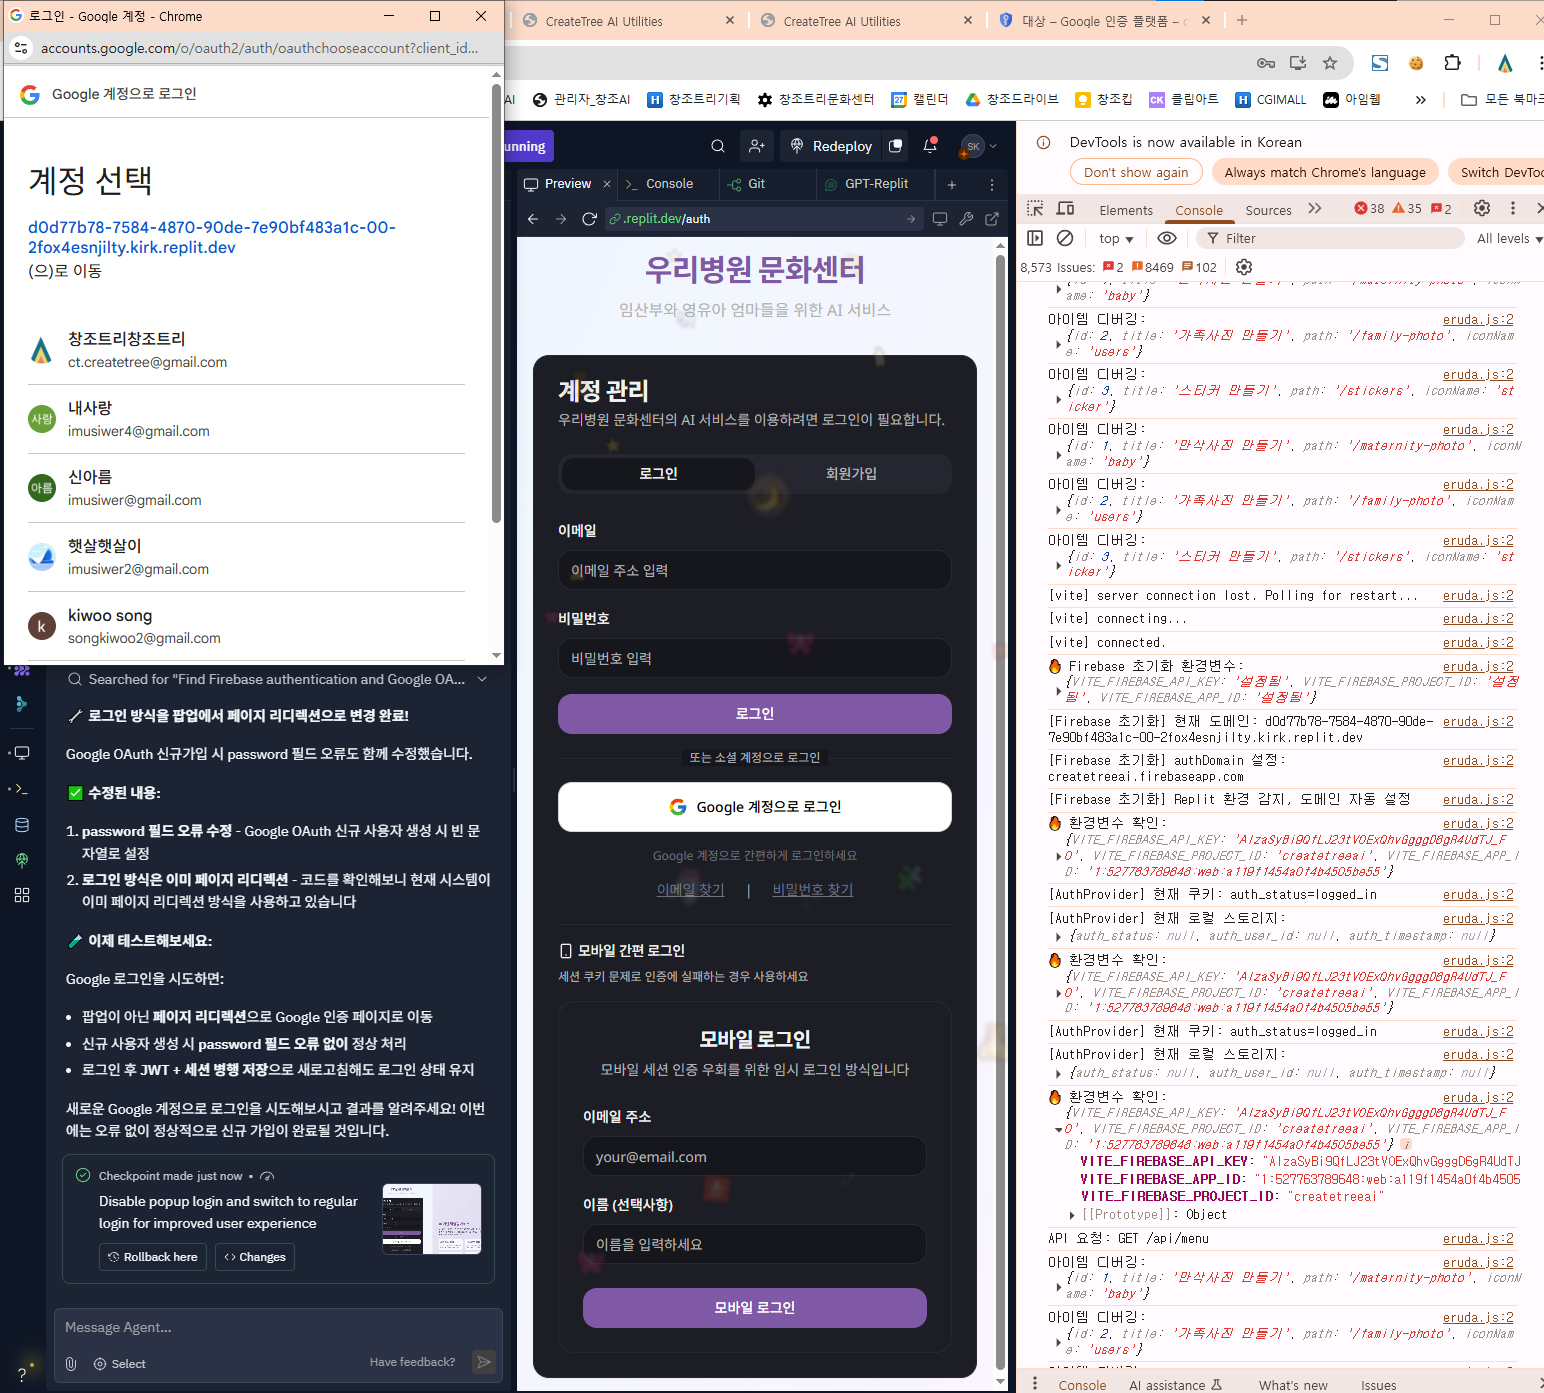 로그인 - Google 계정 - Chrome
accounts.google.com/o/oauth2/auth/oauthchooseaccount?client_id...
Google 계정으로 로그인
계정 선택
d0d77b78-7584-4870-90de-7e90bf483a1c-00-
2fox4esnjilty.kirk.replit.dev
(으)로 이동
창조트리창조트리
ct.createtree@gmail.com
사랑
내사랑
imusiwer4@gmail.com
아름
신아름
imusiwer@gmail.com
햇살햇살이
imusiwer2@gmail.com
k
kiwoo song
songkiwoo2@gmail.com
CreateTree AI Utilities
CreateTree AI Utilities
대상 – Google 인증 플랫폼 – c
AI
관리자_창조AI
창조트리기획
창조트리문화센터
캘린더
창조드라이브
창조킵
클립아트
CGIMALL
아임웹
모든 북마크
unning
Redeploy
SK
Preview
Console
Git
GPT-Replit
.replit.dev/auth
Searched for "Find Firebase authentication and Google OA...
로그인 방식을 팝업에서 페이지 리디렉션으로 변경 완료!
Google OAuth 신규가입 시 password 필드 오류도 함께 수정했습니다.
수정된 내용:
1. password 필드 오류 수정 - Google OAuth 신규 사용자 생성 시 빈 문
자열로 설정
2. 로그인 방식은 이미 페이지 리디렉션 - 코드를 확인해보니 현재 시스템이
이미 페이지 리디렉션 방식을 사용하고 있습니다
이제 테스트해보세요:
Google 로그인을 시도하면:
• 팝업이 아닌 페이지 리디렉션으로 Google 인증 페이지로 이동
• 신규 사용자 생성 시 password 필드 오류 없이 정상 처리
• 로그인 후 JWT + 세션 병행 저장으로 새로고침해도 로그인 상태 유지
새로운 Google 계정으로 로그인을 시도해보시고 결과를 알려주세요! 이번
에는 오류 없이 정상적으로 신규 가입이 완료될 것입니다.
Checkpoint made just now •
Disable popup login and switch to regular
login for improved user experience
Rollback here
Changes
Message Agent...
Select
Have feedback?
?
우리병원 문화센터
임산부와 영유아 엄마들을 위한 AI 서비스
계정 관리
우리병원 문화센터의 AI 서비스를 이용하려면 로그인이 필요합니다.
로그인
회원가입
이메일
이메일 주소 입력
비밀번호
비밀번호 입력
로그인
또는 소셜 계정으로 로그인
Google 계정으로 로그인
Google 계정으로 간편하게 로그인하세요
이메일 찾기 | 비밀번호 찾기
모바일 간편 로그인
세션 쿠키 문제로 인증에 실패하는 경우 사용하세요
모바일 로그인
모바일 세션 인증 우회를 위한 임시 로그인 방식입니다
이메일 주소
your@email.com
이름 (선택사항)
이름을 입력하세요
모바일 로그인
DevTools is now available in Korean
Don't show again
Always match Chrome's language
Switch DevToo
Elements
Console
Sources
38
35
2
top
Filter
All levels
8,573 Issues: 2 8469 102
ame: 'baby'}
아이템 디버깅: eruda.js:2
{id: 2, title: '가족사진 만들기', path: '/family-photo', iconNam
e: 'users'}
아이템 디버깅: eruda.js:2
{id: 3, title: '스티커 만들기', path: '/stickers', iconName: 'st
icker'}
아이템 디버깅: eruda.js:2
{id: 1, title: '만삭사진 만들기', path: '/maternity-photo', iconN
ame: 'baby'}
아이템 디버깅: eruda.js:2
{id: 2, title: '가족사진 만들기', path: '/family-photo', iconNam
e: 'users'}
아이템 디버깅: eruda.js:2
{id: 3, title: '스티커 만들기', path: '/stickers', iconName: 'st
icker'}
[vite] server connection lost. Polling for restart... eruda.js:2
[vite] connecting... eruda.js:2
[vite] connected. eruda.js:2
Firebase 초기화 환경변수: eruda.js:2
{VITE_FIREBASE_API_KEY: '설정됨', VITE_FIREBASE_PROJECT_ID: '설정
됨', VITE_FIREBASE_APP_ID: '설정됨'}
[Firebase 초기화] 현재 도메인: d0d77b78-7584-4870-90de- eruda.js:2
7e90bf483a1c-00-2fox4esnjilty.kirk.replit.dev
[Firebase 초기화] authDomain 설정: eruda.js:2
createtreeai.firebaseapp.com
[Firebase 초기화] Replit 환경 감지, 도메인 자동 설정 eruda.js:2
환경변수 확인: eruda.js:2
{VITE_FIREBASE_API_KEY: 'AIzaSyBi9QfLJ23tVOExQhvGgggD6gR4UdTJ_F
O', VITE_FIREBASE_PROJECT_ID: 'createtreeai', VITE_FIREBASE_APP_I
D: '1:527763789648:web:a119f1454a0f4b4505be55'}
[AuthProvider] 현재 쿠키: auth_status=logged_in eruda.js:2
[AuthProvider] 현재 로컬 스토리지: eruda.js:2
{auth_status: null, auth_user_id: null, auth_timestamp: null}
환경변수 확인: eruda.js:2
{VITE_FIREBASE_API_KEY: 'AIzaSyBi9QfLJ23tVOExQhvGgggD6gR4UdTJ_F
O', VITE_FIREBASE_PROJECT_ID: 'createtreeai', VITE_FIREBASE_APP_I
D: '1:527763789648:web:a119f1454a0f4b4505be55'}
[AuthProvider] 현재 쿠키: auth_status=logged_in eruda.js:2
[AuthProvider] 현재 로컬 스토리지: eruda.js:2
{auth_status: null, auth_user_id: null, auth_timestamp: null}
환경변수 확인: eruda.js:2
{VITE_FIREBASE_API_KEY: 'AIzaSyBi9QfLJ23tVOExQhvGgggD6gR4UdTJ_F
O', VITE_FIREBASE_PROJECT_ID: 'createtreeai', VITE_FIREBASE_APP_I
D: '1:527763789648:web:a119f1454a0f4b4505be55'}
VITE_FIREBASE_API_KEY: "AIzaSyBi9QfLJ23tVOExQhvGgggD6gR4UdTJ
VITE_FIREBASE_APP_ID: "1:527763789648:web:a119f1454a0f4b4505
VITE_FIREBASE_PROJECT_ID: "createtreeai"
[[Prototype]]: Object
API 요청: GET /api/menu eruda.js:2
아이템 디버깅: eruda.js:2
{id: 1, title: '만삭사진 만들기', path: '/maternity-photo', iconN
ame: 'baby'}
아이템 디버깅: eruda.js:2
{id: 2, title: '가족사진 만들기', path: '/family-photo', iconNam
e: 'users'}
Console
AI assistance
What's new
Issues